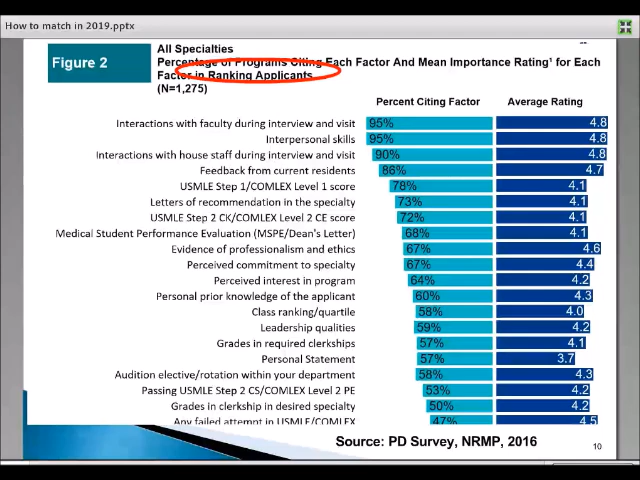 How to match in 2019.pptx
Figure 2
All Specialties
Percentage of Programs Citing Each Factor And Mean Importance Rating¹ for Each
Factor in Ranking Applicants
(N=1,275)
Percent Citing Factor Average Rating
Interactions with faculty during interview and visit 95% 4.8
Interpersonal skills 95% 4.8
Interactions with house staff during interview and visit 90% 4.8
Feedback from current residents 86% 4.7
USMLE Step 1/COMLEX Level 1 score 78% 4.1
Letters of recommendation in the specialty 73% 4.1
USMLE Step 2 CK/COMLEX Level 2 CE score 72% 4.1
Medical Student Performance Evaluation (MSPE/Dean's Letter) 68% 4.1
Evidence of professionalism and ethics 67% 4.6
Perceived commitment to specialty 67% 4.4
Perceived interest in program 64% 4.2
Personal prior knowledge of the applicant 60% 4.3
Class ranking/quartile 58% 4.0
Leadership qualities 59% 4.2
Grades in required clerkships 57% 4.1
Personal Statement 57% 3.7
Audition elective/rotation within your department 58% 4.3
Passing USMLE Step 2 CS/COMLEX Level 2 PE 53% 4.2
Grades in clerkship in desired specialty 50% 4.2
Any failed attempt in USMLE/COMLEX 47% 4.5
Source: PD Survey, NRMP, 2016
10